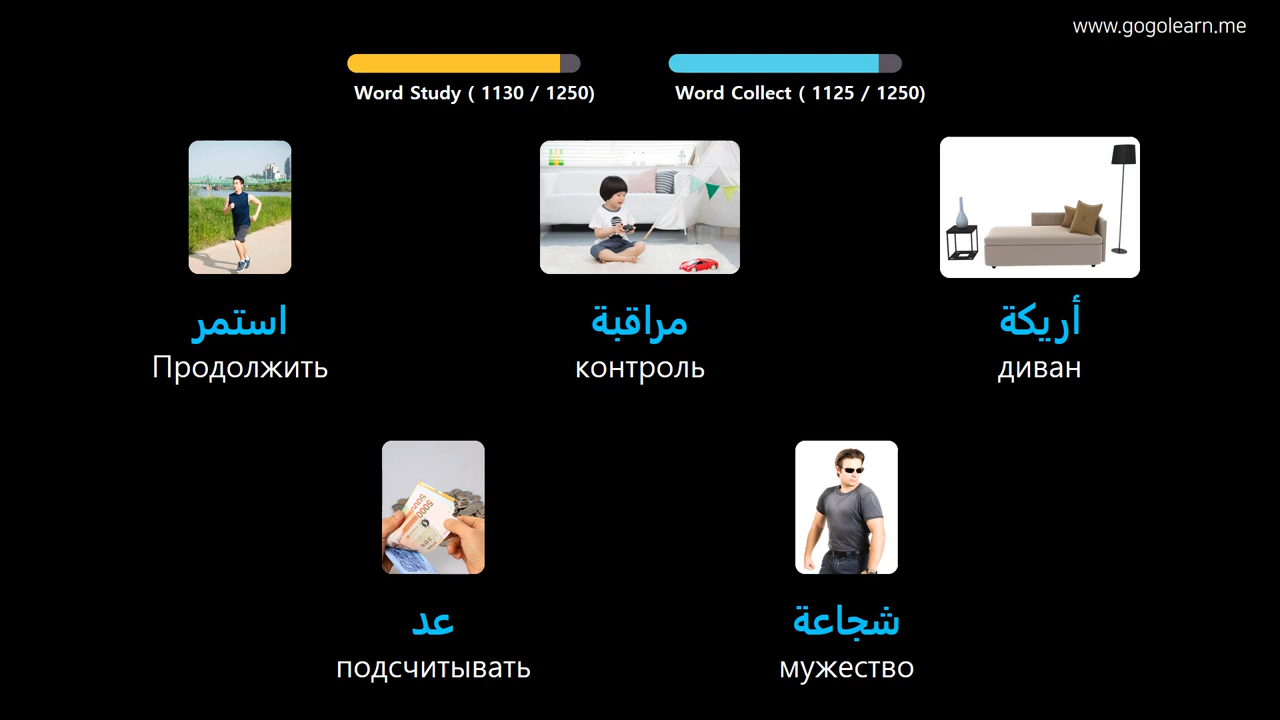 www.gogolearn.me
Word Study ( 1130 / 1250)
Word Collect ( 1125 / 1250)
استمر
Продолжить
مراقبة
контроль
أريكة
диван
عد
подсчитывать
شجاعة
мужество